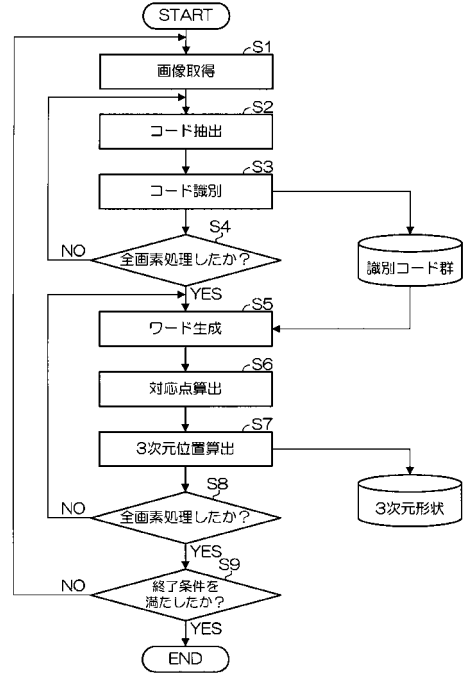 START
S1
画像取得
S2
コード抽出
S3
コード識別
S4
NO
全画素処理したか?
識別コード群
YES
S5
ワード生成
S6
対応点算出
S7
3次元位置算出
S8
NO
全画素処理したか?
3次元形状
YES
S9
NO
終了条件を
満たしたか?
YES
END